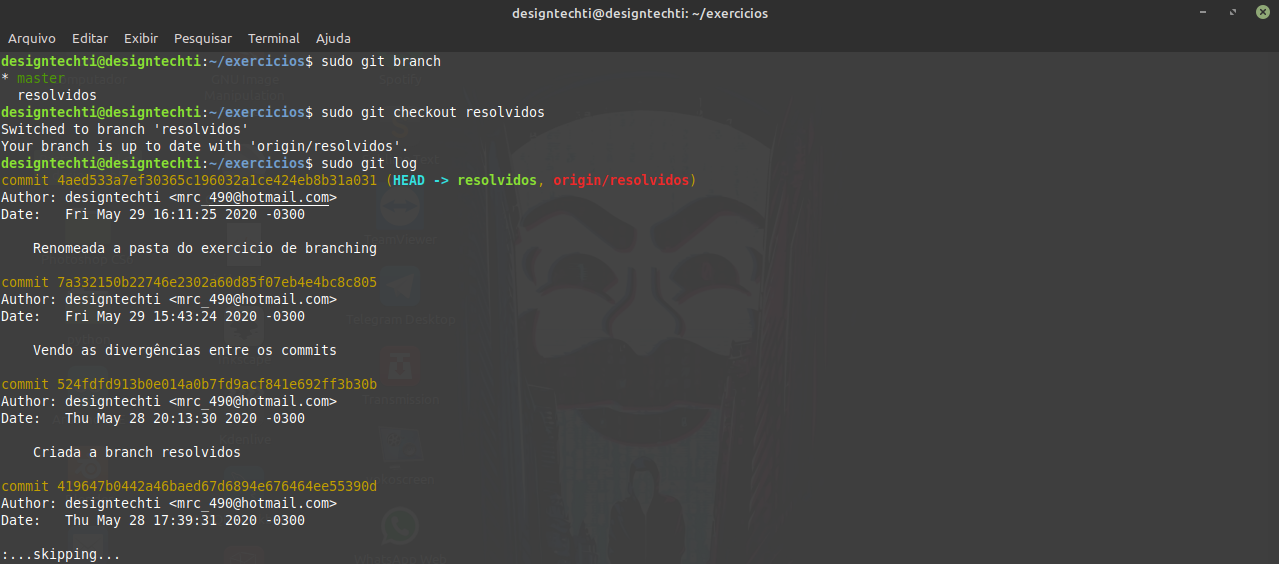 designtechti@designtechti: ~/exercicios
Arquivo Editar Exibir Pesquisar Terminal Ajuda
designtechti@designtechti:~/exercicios$ sudo git branch
* master
  resolvidos
designtechti@designtechti:~/exercicios$ sudo git checkout resolvidos
Switched to branch 'resolvidos'
Your branch is up to date with 'origin/resolvidos'.
designtechti@designtechti:~/exercicios$ sudo git log
commit 4aed533a7ef30365c196032a1ce424eb8b31a031 (HEAD -> resolvidos, origin/resolvidos)
Author: designtechti <mrc_490@hotmail.com>
Date:   Fri May 29 16:11:25 2020 -0300
    Renomeada a pasta do exercicio de branching
commit 7a332150b22746e2302a60d85f07eb4e4bc8c805
Author: designtechti <mrc_490@hotmail.com>
Date:   Fri May 29 15:43:24 2020 -0300
    Vendo as divergências entre os commits
commit 524fdfd913b0e014a0b7fd9acf841e692ff3b30b
Author: designtechti <mrc_490@hotmail.com>
Date:   Thu May 28 20:13:30 2020 -0300
    Criada a branch resolvidos
commit 419647b0442a46baed67d6894e676464ee55390d
Author: designtechti <mrc_490@hotmail.com>
Date:   Thu May 28 17:39:31 2020 -0300
:...skipping...
TeamViewer
Telegram Desktop
WhatsApp Web